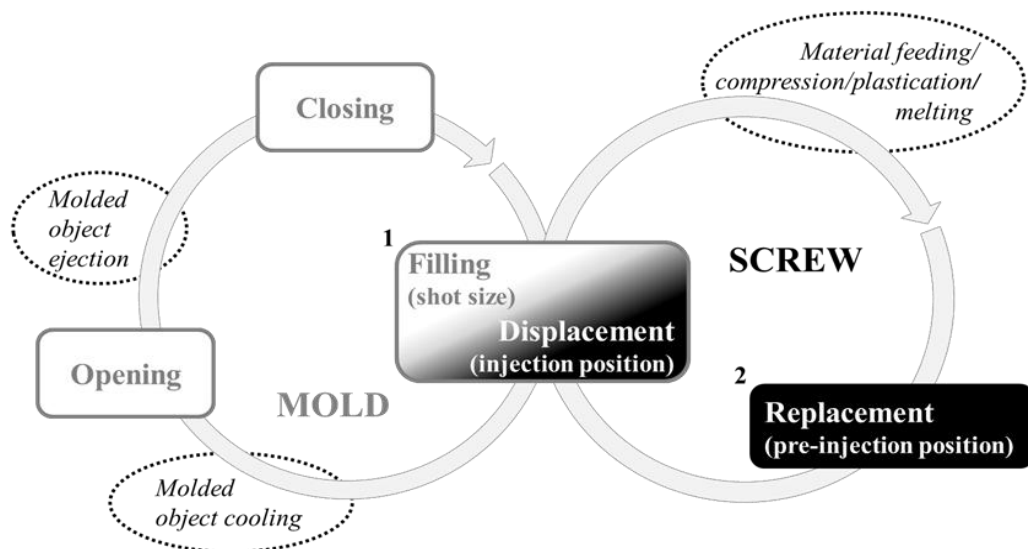 Material feeding/
compression/plastication/
melting
Closing
Molded
object
ejection
1
Filling
(shot size)
Displacement
(injection position)
SCREW
Opening
MOLD
2
Replacement
(pre-injection position)
Molded
object cooling